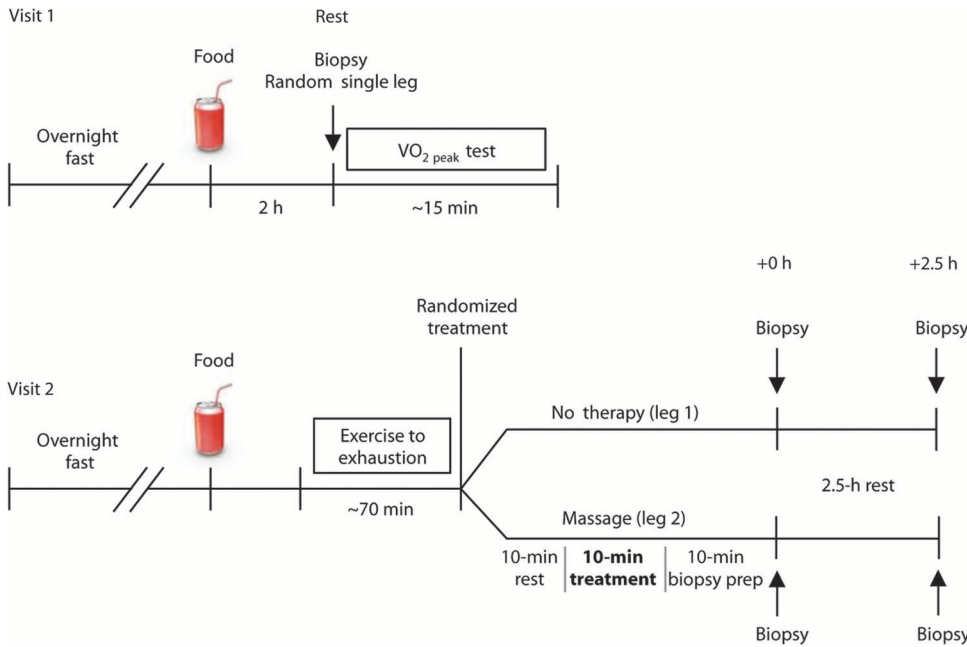 Visit 1
Rest
Food
Biopsy
Random single leg
Overnight
fast
VO2 peak test
2 h
~15 min
+0 h
+2.5 h
Randomized
treatment
Biopsy
Biopsy
Food
Visit 2
No therapy (leg 1)
Exercise to
exhaustion
Overnight
fast
2.5-h rest
~70 min
Massage (leg 2)
10-min
rest
10-min
treatment
10-min
biopsy prep
Biopsy
Biopsy